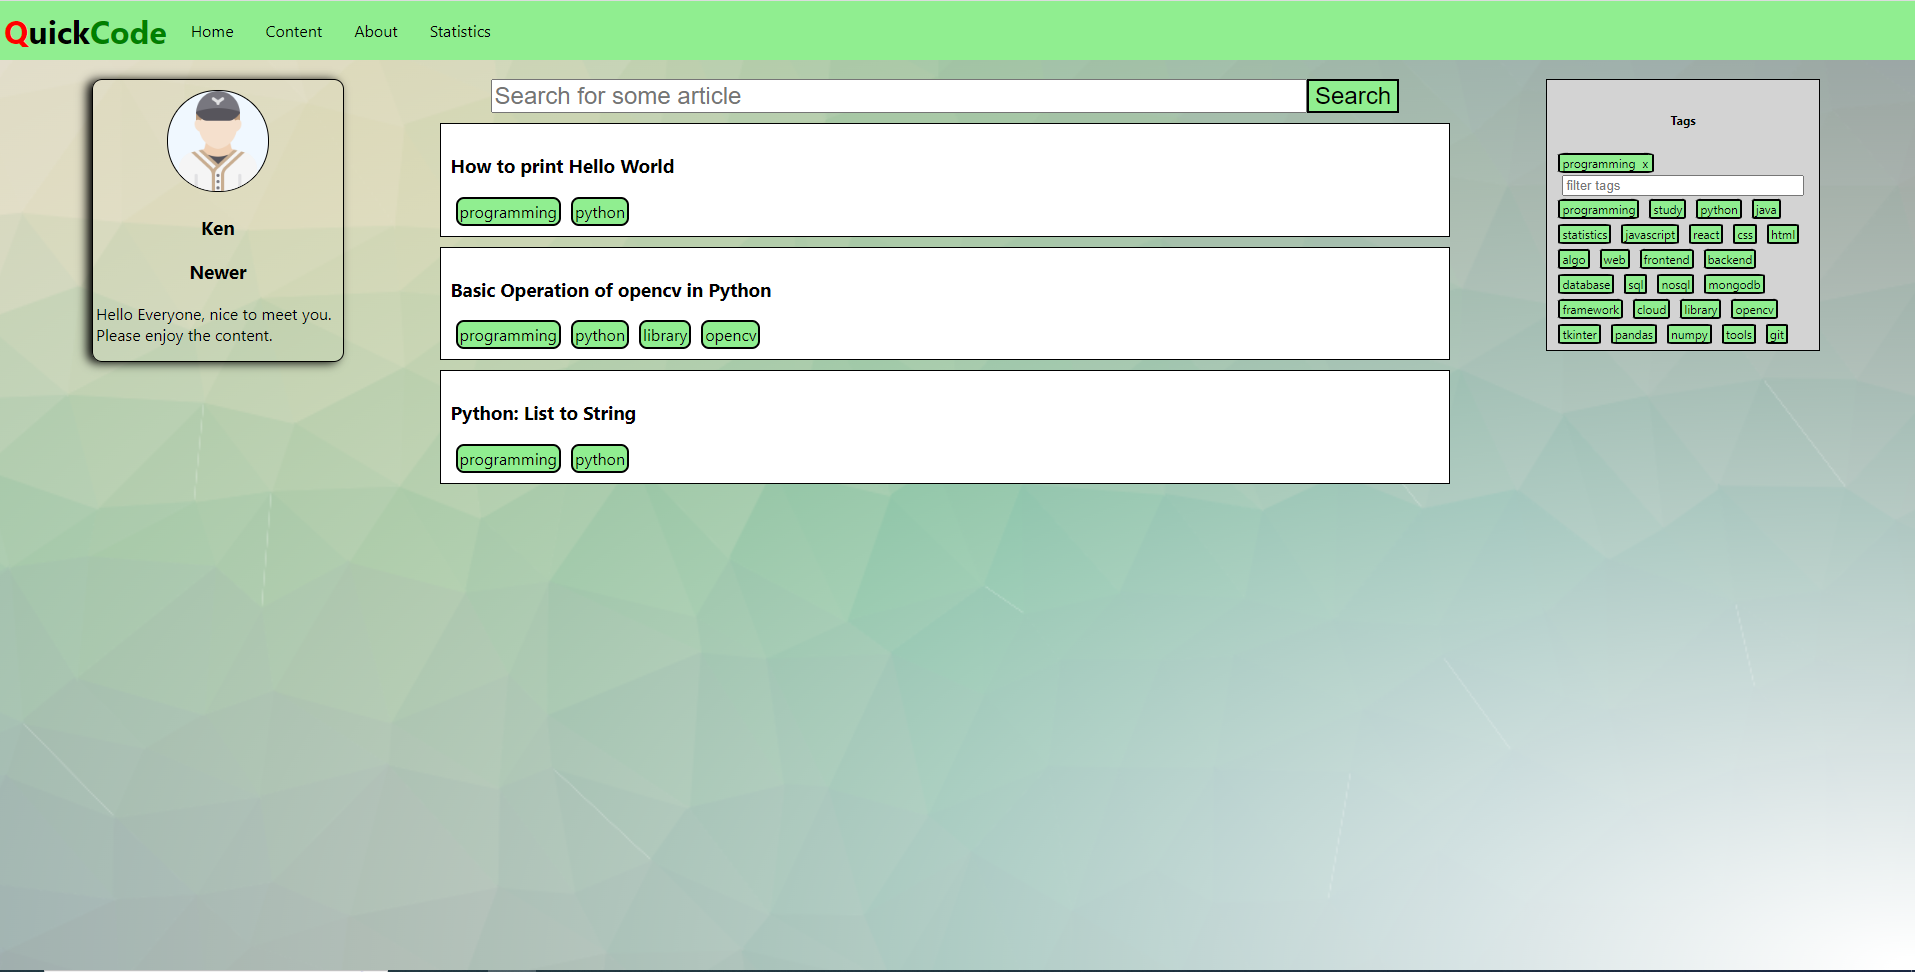 QuickCode Home Content About Statistics
Ken
Newer
Hello Everyone, nice to meet you.
Please enjoy the content.
Search for some article Search
How to print Hello World
programming python
Basic Operation of opencv in Python
programming python library opencv
Python: List to String
programming python
Tags
programming x
filter tags
programming study python java
statistics javascript react css html
algo web frontend backend
database sql nosql mongodb
framework cloud library opencv
tkinter pandas numpy tools git